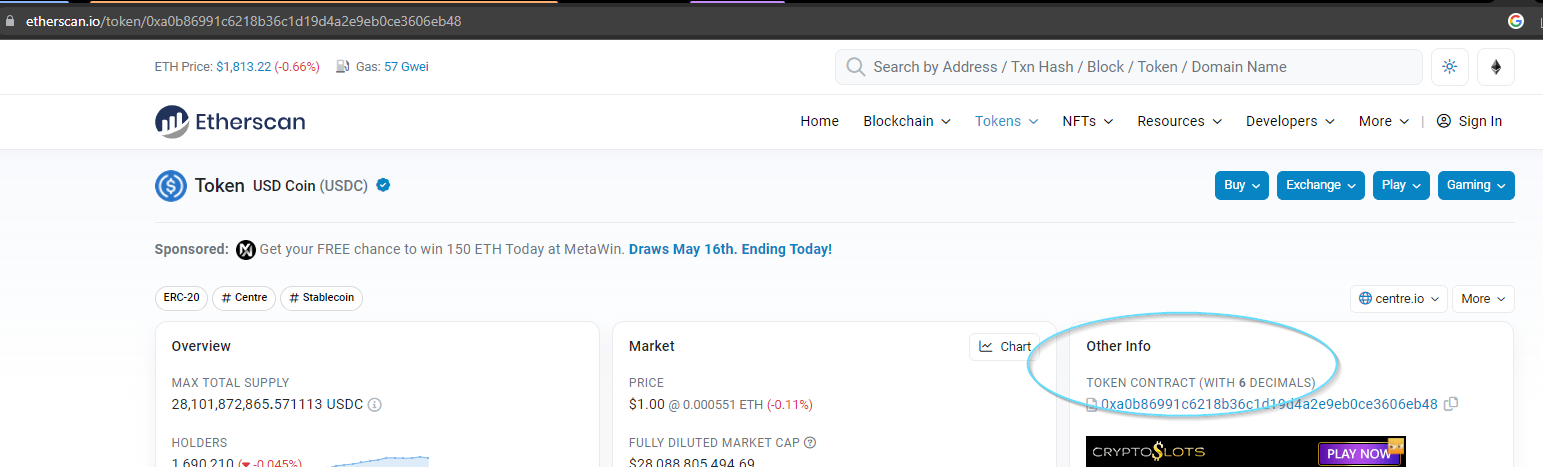 etherscan.io/token/0xa0b86991c6218b36c1d19d4a2e9eb0ce3606eb48
ETH Price: $1,813.22 (-0.66%) Gas: 57 Gwei
Search by Address / Txn Hash / Block / Token / Domain Name
Etherscan
Home Blockchain Tokens NFTs Resources Developers More | Sign In
Token USD Coin (USDC)
Buy Exchange Play Gaming
Sponsored: Get your FREE chance to win 150 ETH Today at MetaWin. Draws May 16th. Ending Today!
ERC-20 # Centre # Stablecoin
centre.io More
Overview
MAX TOTAL SUPPLY
28,101,872,865.571113 USDC
HOLDERS
1,690,210 (-0.045%)
Market
Chart
PRICE
$1.00 @ 0.000551 ETH (-0.11%)
FULLY DILUTED MARKET CAP
$28,088,805,494.69
Other Info
TOKEN CONTRACT (WITH 6 DECIMALS)
0xa0b86991c6218b36c1d19d4a2e9eb0ce3606eb48
CRYPTO$LOTS PLAY NOW